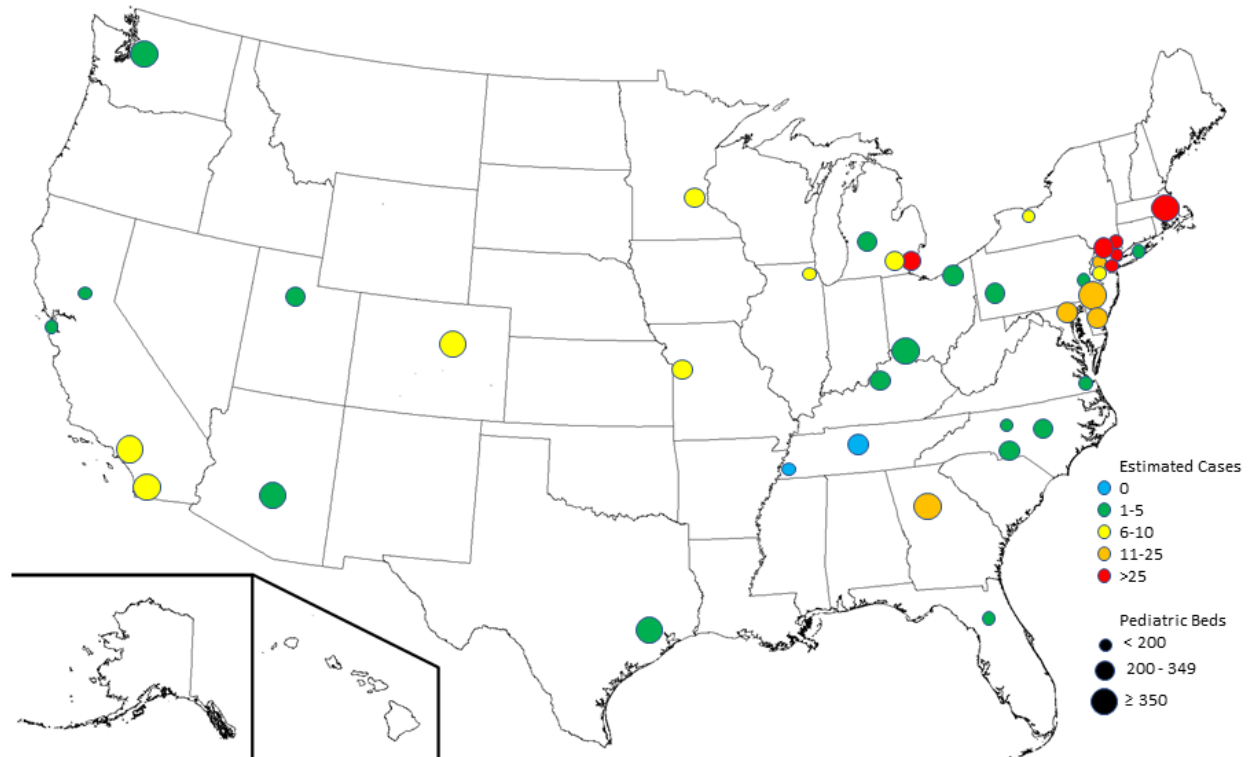 Estimated Cases
0
1-5
6-10
11-25
>25
Pediatric Beds
< 200
200 - 349
≥ 350